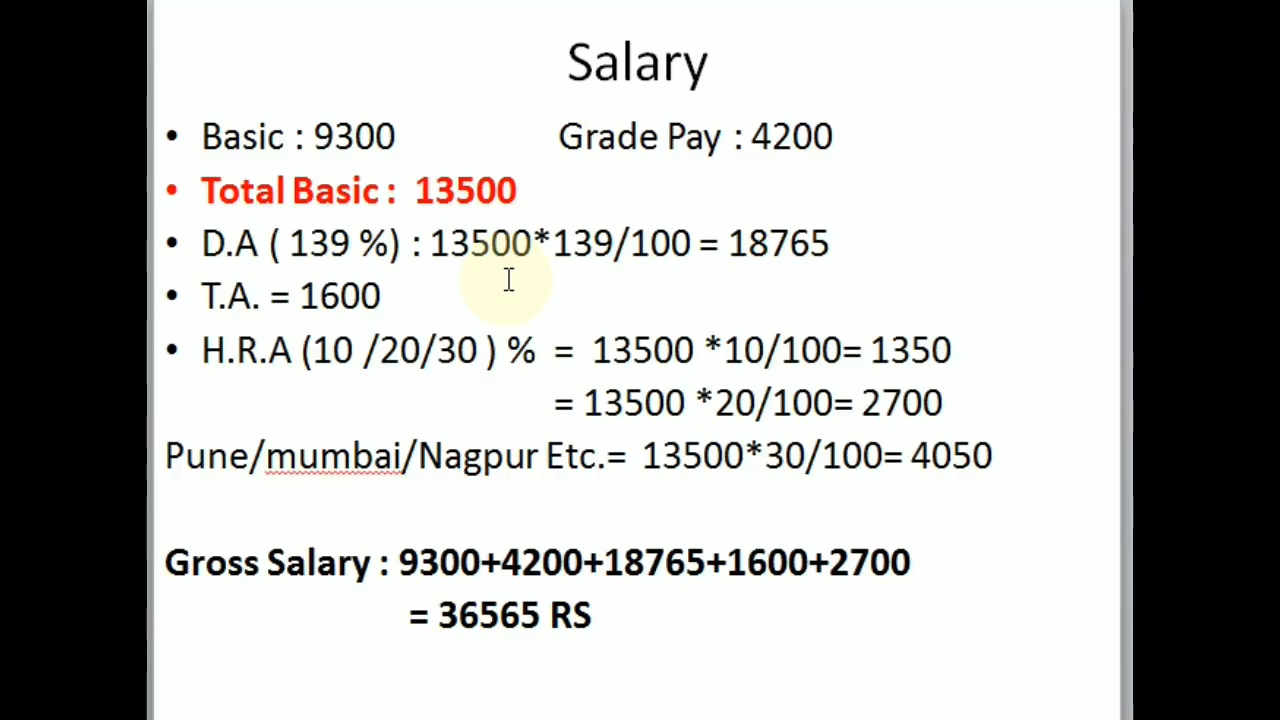 Salary
• Basic : 9300 Grade Pay : 4200
• Total Basic : 13500
• D.A ( 139 %) : 13500*139/100 = 18765
• T.A. = 1600
• H.R.A (10 /20/30 ) % = 13500 *10/100= 1350
= 13500 *20/100= 2700
Pune/mumbai/Nagpur Etc.= 13500*30/100= 4050
Gross Salary : 9300+4200+18765+1600+2700
= 36565 RS